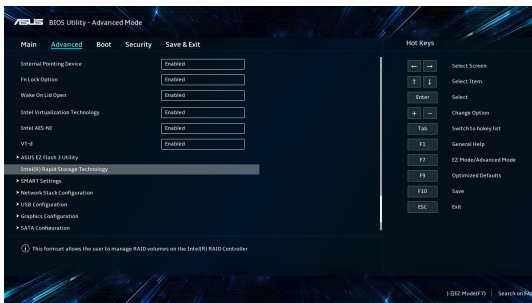 ASUS BIOS Utility - Advanced Mode
Main Advanced Boot Security Save & Exit
Hot Keys
Internal Pointing Device Enabled
Fn Lock Option Enabled
Wake On Lid Open Enabled
Intel Virtualization Technology Enabled
Intel AES-NI Enabled
VT-d Enabled
> ASUS EZ Flash 3 Utility
Intel(R) Rapid Storage Technology
> SMART Settings
> Network Stack Configuration
> USB Configuration
> Graphics Configuration
> SATA Configuration
This formset allows the user to manage RAID volumes on the Intel(R) RAID Controller
← → Select Screen
↑ ↓ Select Item
Enter Select
+ - Change Option
Tab Switch to hokey list
F1 General Help
F7 EZ Mode/Advanced Mode
F9 Optimized Defaults
F10 Save
ESC Exit
EZ Mode(F7) | Search on FAQ